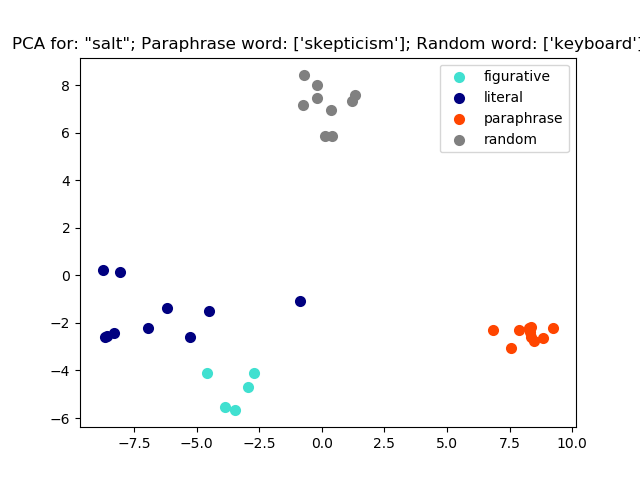 PCA for: "salt"; Paraphrase word: ['skepticism']; Random word: ['keyboard']
figurative
literal
paraphrase
random
8
6
4
2
0
−2
−4
−6
−7.5 −5.0 −2.5 0.0 2.5 5.0 7.5 10.0